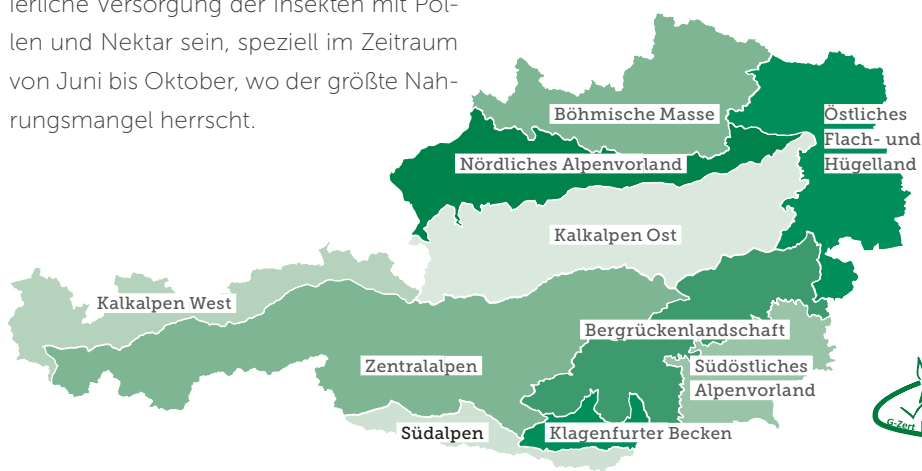 ierliche Versorgung der Insekten mit Pol-
len und Nektar sein, speziell im Zeitraum
von Juni bis Oktober, wo der größte Nah-
rungsmangel herrscht.
Böhmische Masse
Östliches
Flach- und
Hügelland
Nördliches Alpenvorland
Kalkalpen Ost
Kalkalpen West
Bergrückenlandschaft
Zentralalpen
Südöstliches
Alpenvorland
Südalpen
Klagenfurter Becken
G-Zert